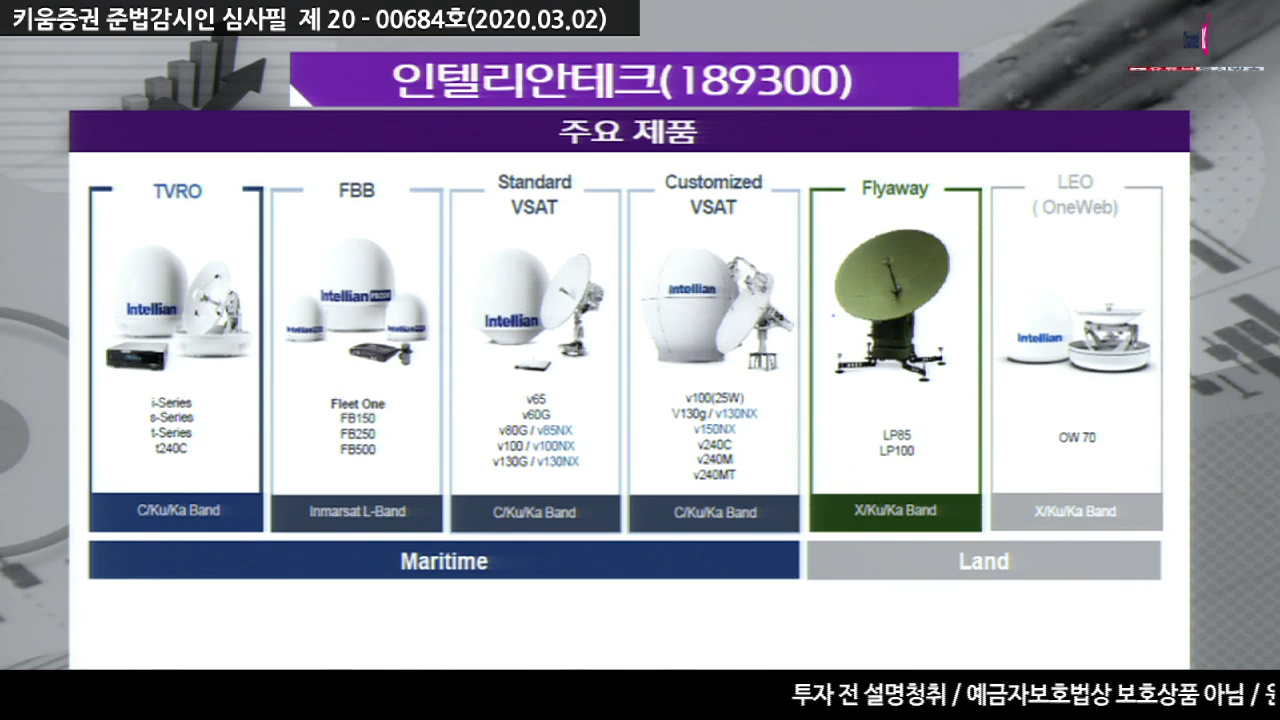 키움증권 준법감시인 심사필 제 20 - 00684호(2020.03.02)
인텔리안테크(189300)
주요 제품
TVRO
Intellian
i-Series
s-Series
t-Series
t240C
C/Ku/Ka Band
FBB
Intellian
Intellian
Intellian
Fleet One
FB150
FB250
FB500
Inmarsat L-Band
Standard
VSAT
Intellian
v65
v60G
v80G / v85NX
v100 / v100NX
v130G / v130NX
C/Ku/Ka Band
Customized
VSAT
Intellian
v100(25W)
V130g / v130NX
v150NX
v240C
v240M
v240MT
C/Ku/Ka Band
Flyaway
LP85
LP100
X/Ku/Ka Band
LEO
( OneWeb)
Intellian
OW 70
X/Ku/Ka Band
Maritime
Land
투자 전 설명청취 / 예금자보호법상 보호상품 아님 /